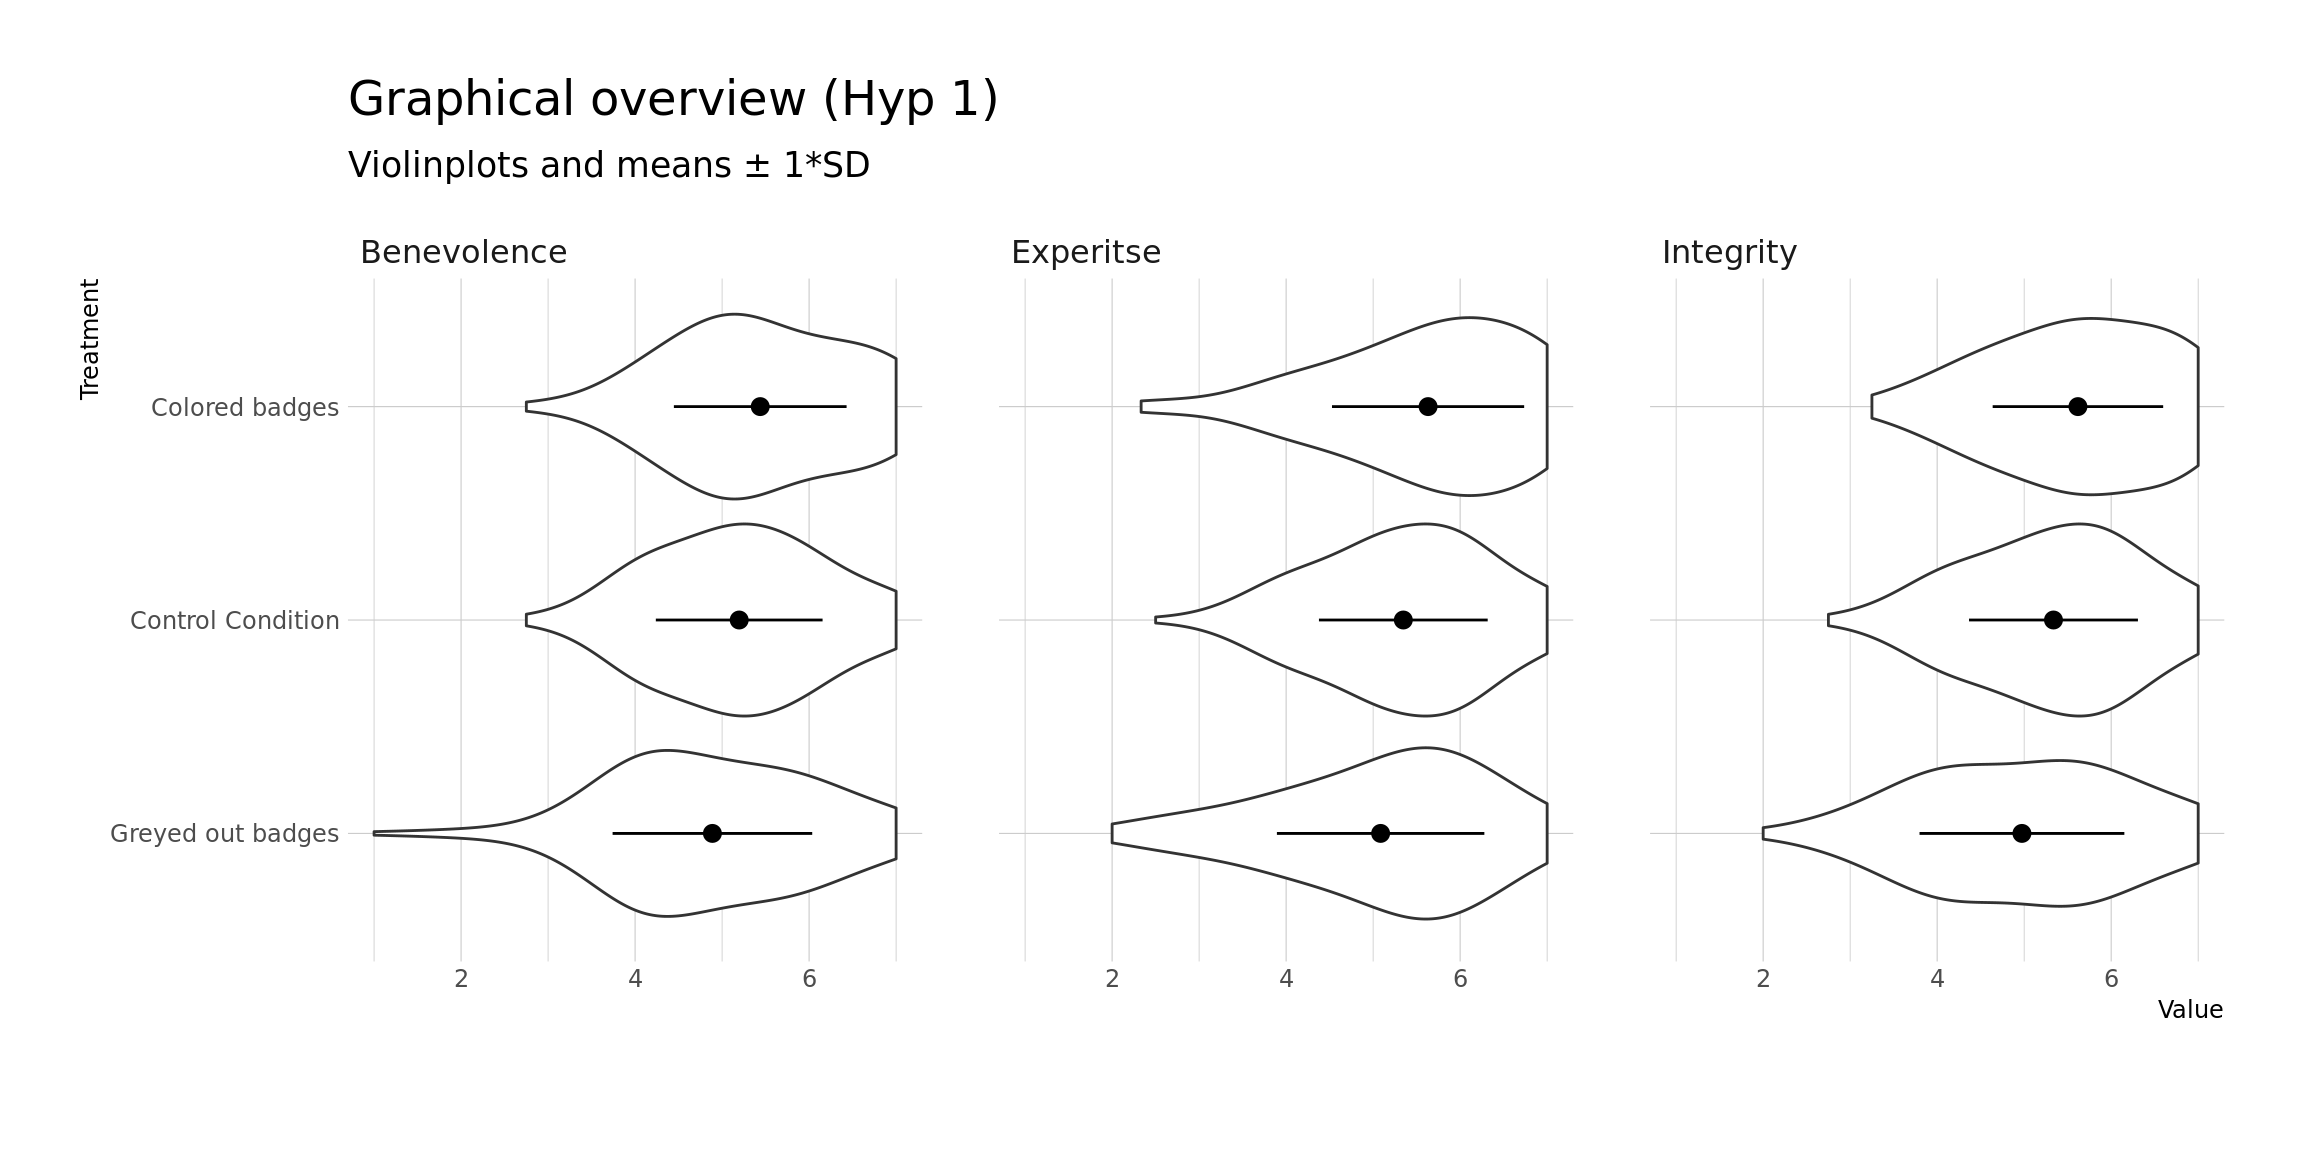 Graphical overview (Hyp 1)
Violinplots and means ± 1*SD
Benevolence
Experitse
Integrity
Treatment
Colored badges
Control Condition
Greyed out badges
2 4 6
2 4 6
2 4 6
Value